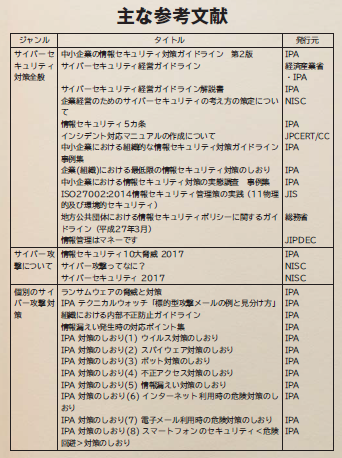 主な参考文献
ジャンル タイトル 発行元
サイバーセキュリティ対策全般
中小企業の情報セキュリティ対策ガイドライン 第2版 IPA
サイバーセキュリティ経営ガイドライン 経済産業省・IPA
サイバーセキュリティ経営ガイドライン解説書 IPA
企業経営のためのサイバーセキュリティの考え方の策定につい NISC
て
情報セキュリティ5カ条 IPA
インシデント対応マニュアルの作成について JPCERT/CC
中小企業における組織的な情報セキュリティ対策ガイドライン IPA
事例集
企業(組織)における最低限の情報セキュリティ対策のしおり IPA
中小企業における情報セキュリティ対策の実態調査 事例集 IPA
ISO27002:2014情報セキュリティ管理策の実践（11物理 JIS
的及び環境的セキュリティ）
地方公共団体における情報セキュリティポリシーに関するガイ 総務省
ドライン（平成27年3月）
情報管理はマネーです JIPDEC
サイバー攻撃について
情報セキュリティ10大脅威 2017 IPA
サイバー攻撃ってなに？ NISC
サイバーセキュリティ 2017 NISC
個別のサイバー攻撃対策
ランサムウェアの脅威と対策 IPA
IPA テクニカルウォッチ「標的型攻撃メールの例と見分け方」 IPA
組織における内部不正防止ガイドライン IPA
情報漏えい発生時の対応ポイント集 IPA
IPA 対策のしおり(1) ウイルス対策のしおり IPA
IPA 対策のしおり(2) スパイウェア対策のしおり IPA
IPA 対策のしおり(3) ボット対策のしおり IPA
IPA 対策のしおり(4) 不正アクセス対策のしおり IPA
IPA 対策のしおり(5) 情報漏えい対策のしおり IPA
IPA 対策のしおり(6) インターネット利用時の危険対策のし IPA
おり
IPA 対策のしおり(7) 電子メール利用時の危険対策のしおり IPA
IPA 対策のしおり(8) スマートフォンのセキュリティ<危険 IPA
回避>対策のしおり